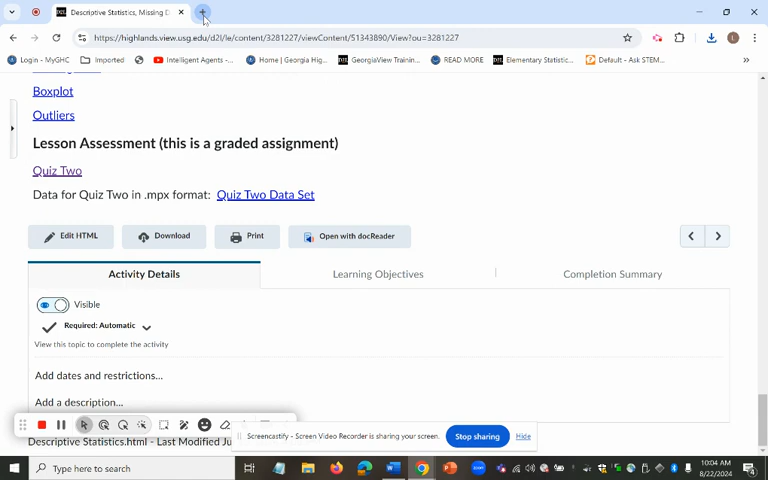 Descriptive Statistics, Missing D
https://highlands.view.usg.edu/d2l/le/content/3281227/viewContent/51343890/View?ou=3281227
Login - MyGHC
Imported
Intelligent Agents -...
Home | Georgia Hig...
GeorgiaView Trainin...
READ MORE
Elementary Statistic...
Default - Ask STEM...
Boxplot
Outliers
Lesson Assessment (this is a graded assignment)
Quiz Two
Data for Quiz Two in .mpx format: Quiz Two Data Set
Edit HTML
Download
Print
Open with docReader
Activity Details
Learning Objectives
Completion Summary
Visible
Required: Automatic
View this topic to complete the activity
Add dates and restrictions...
Add a description...
Screencastify - Screen Video Recorder is sharing your screen.
Stop sharing
Hide
Descriptive Statistics.html - Last Modified Ju
Type here to search
10:04 AM
8/22/2024